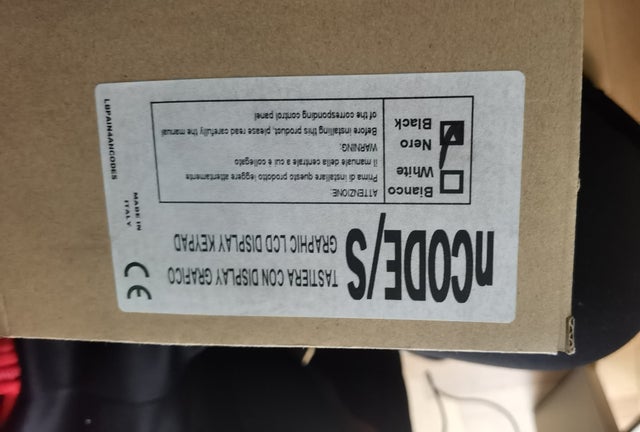 nCODE/S
TASTIERA CON DISPLAY GRAFICO
GRAPHIC LCD DISPLAY KEYPAD
Bianco
White
Nero
Black
ATTENZIONE:
Prima di installare questo prodotto leggere attentamente
il manuale della centrale a cui è collegato
WARNING:
Before installing this product, please read carefully the manual
of the corresponding control panel
CE
MADE IN
ITALY
LBPAIN4ANCODES